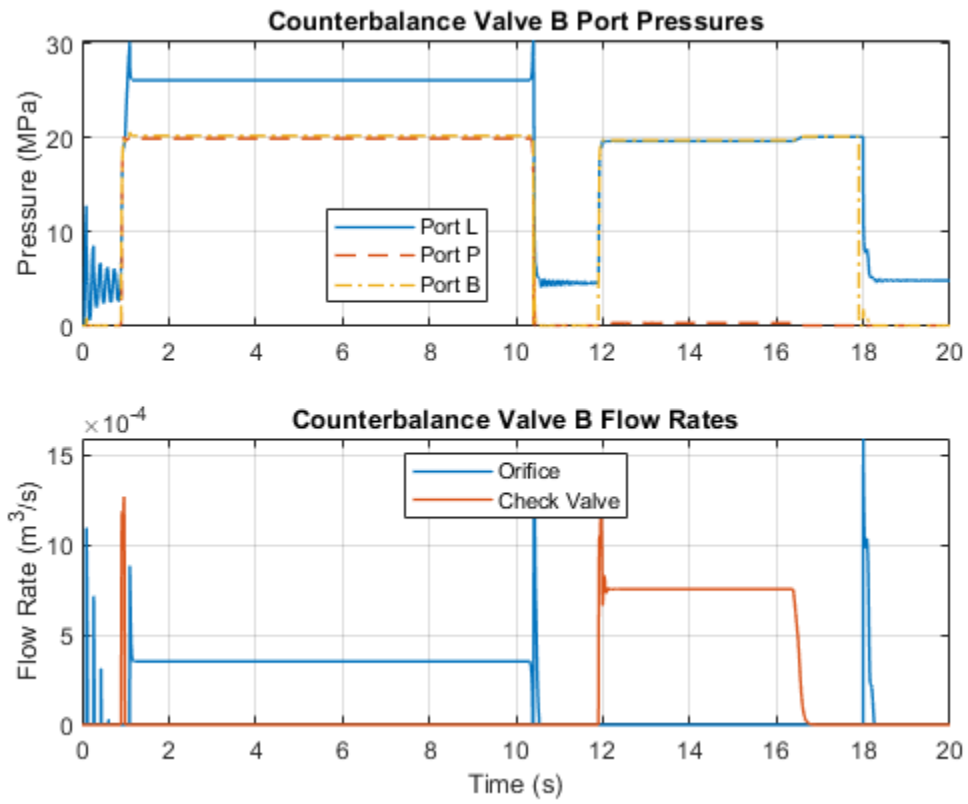 Counterbalance Valve B Port Pressures
Pressure (MPa)
30
20
10
0
Port L
Port P
Port B
0 2 4 6 8 10 12 14 16 18 20
Counterbalance Valve B Flow Rates
×10⁻⁴
Flow Rate (m³/s)
15
10
5
0
Orifice
Check Valve
0 2 4 6 8 10 12 14 16 18 20
Time (s)